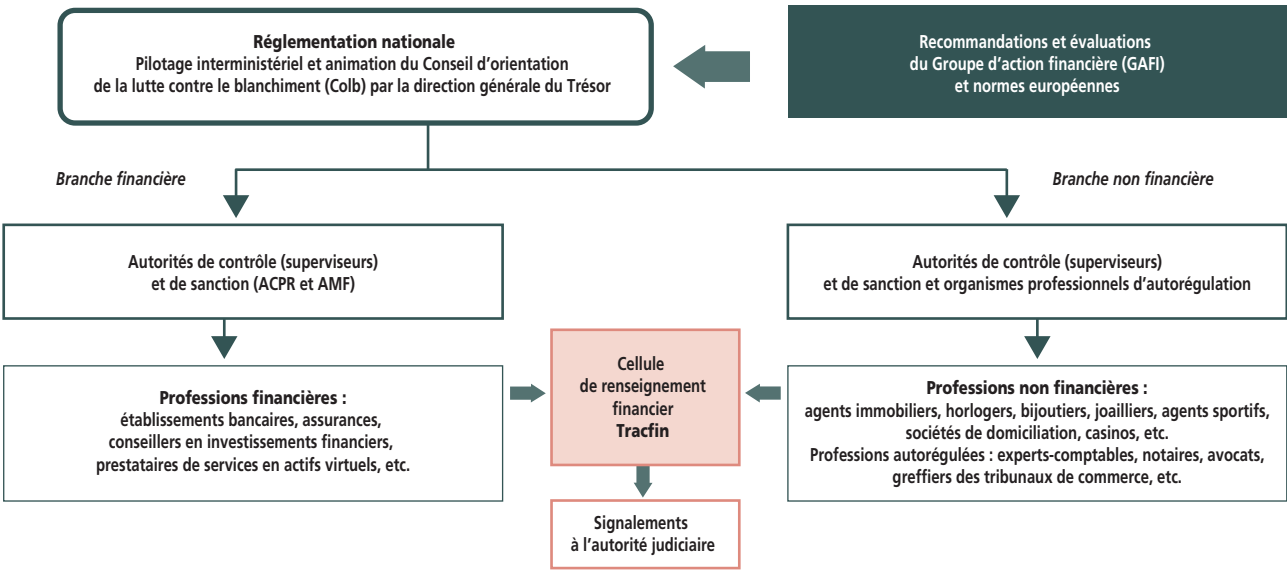 Réglementation nationale
Pilotage interministériel et animation du Conseil d'orientation
de la lutte contre le blanchiment (Colb) par la direction générale du Trésor
Recommandations et évaluations
du Groupe d'action financière (GAFI)
et normes européennes
Branche financière
Branche non financière
Autorités de contrôle (superviseurs)
et de sanction (ACPR et AMF)
Autorités de contrôle (superviseurs)
et de sanction et organismes professionnels d'autorégulation
Professions financières :
établissements bancaires, assurances,
conseillers en investissements financiers,
prestataires de services en actifs virtuels, etc.
Cellule
de renseignement
financier
Tracfin
Professions non financières :
agents immobiliers, horlogers, bijoutiers, joailliers, agents sportifs,
sociétés de domiciliation, casinos, etc.
Professions autorégulées : experts-comptables, notaires, avocats,
greffiers des tribunaux de commerce, etc.
Signalements
à l'autorité judiciaire